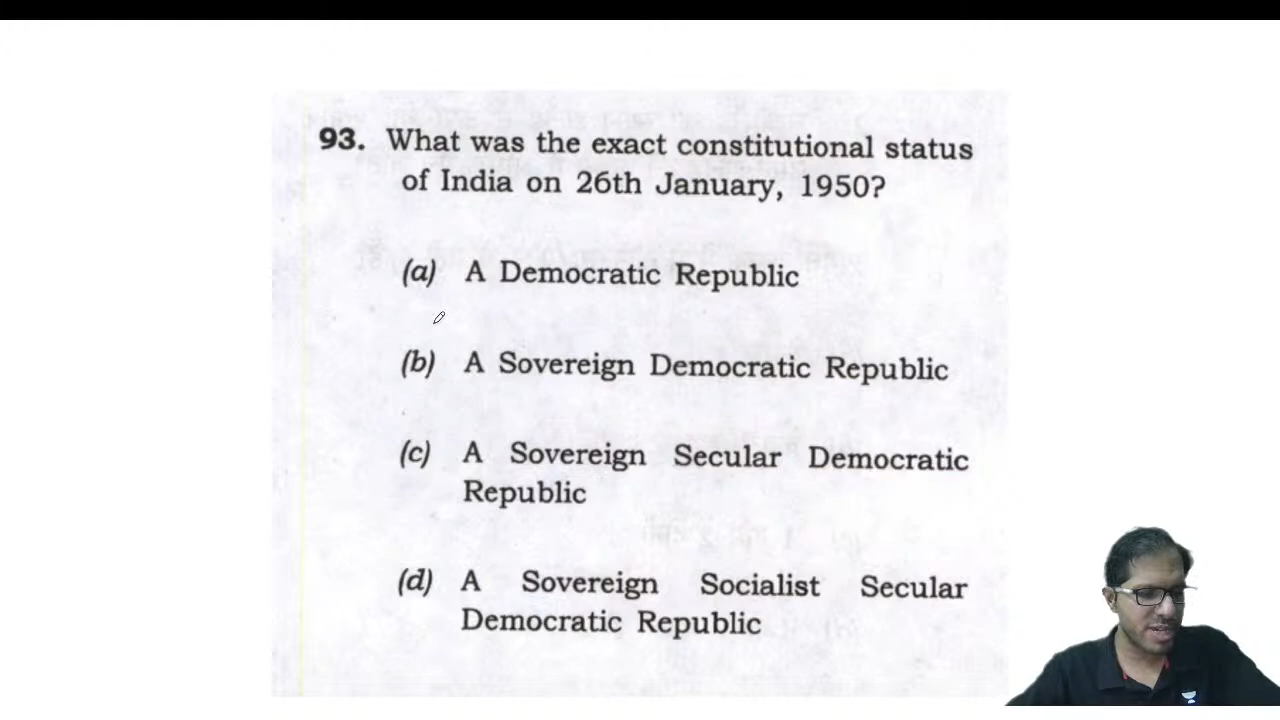 93. What was the exact constitutional status
of India on 26th January, 1950?
(a) A Democratic Republic
(b) A Sovereign Democratic Republic
(c) A Sovereign Secular Democratic
Republic
(d) A Sovereign Socialist Secular
Democratic Republic